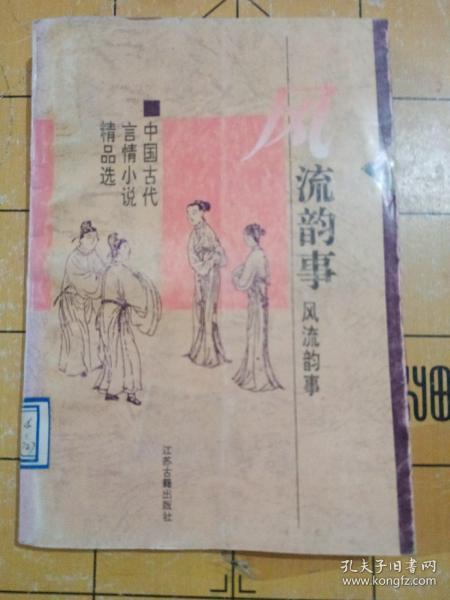 风流韵事
风流韵事
中国古代
言情小说
精品选
江苏古籍出版社
孔夫子旧书网
www.kongfz.com